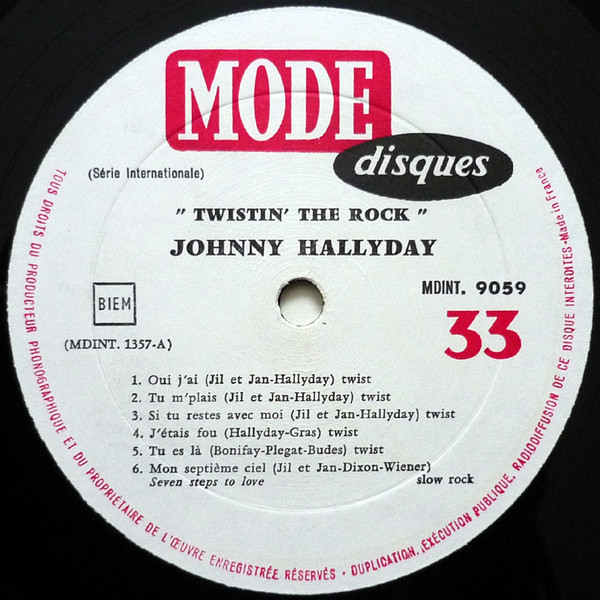 MODE
disques
(Série Internationale)
" TWISTIN' THE ROCK "
JOHNNY HALLYDAY
MDINT. 9059
BIEM
33
(MDINT. 1357-A)
1. Oui j'ai (Jil et Jan-Hallyday) twist
2. Tu m'plais (Jil et Jan-Hallyday) twist
3. Si tu restes avec moi (Jil et Jan-Hallyday) twist
4. J'étais fou (Hallyday-Gras) twist
5. Tu es là (Bonifay-Plegat-Budes) twist
6. Mon septième ciel (Jil et Jan-Dixon-Wiener)
Seven steps to love slow rock
TOUS DROITS DU PRODUCTEUR PHONOGRAPHIQUE ET DU PROPRIÉTAIRE DE L'ŒUVRE ENREGISTRÉE RÉSERVÉS - DUPLICATION, EXÉCUTION PUBLIQUE, RADIODIFFUSION DE CE DISQUE INTERDITES-Made in France